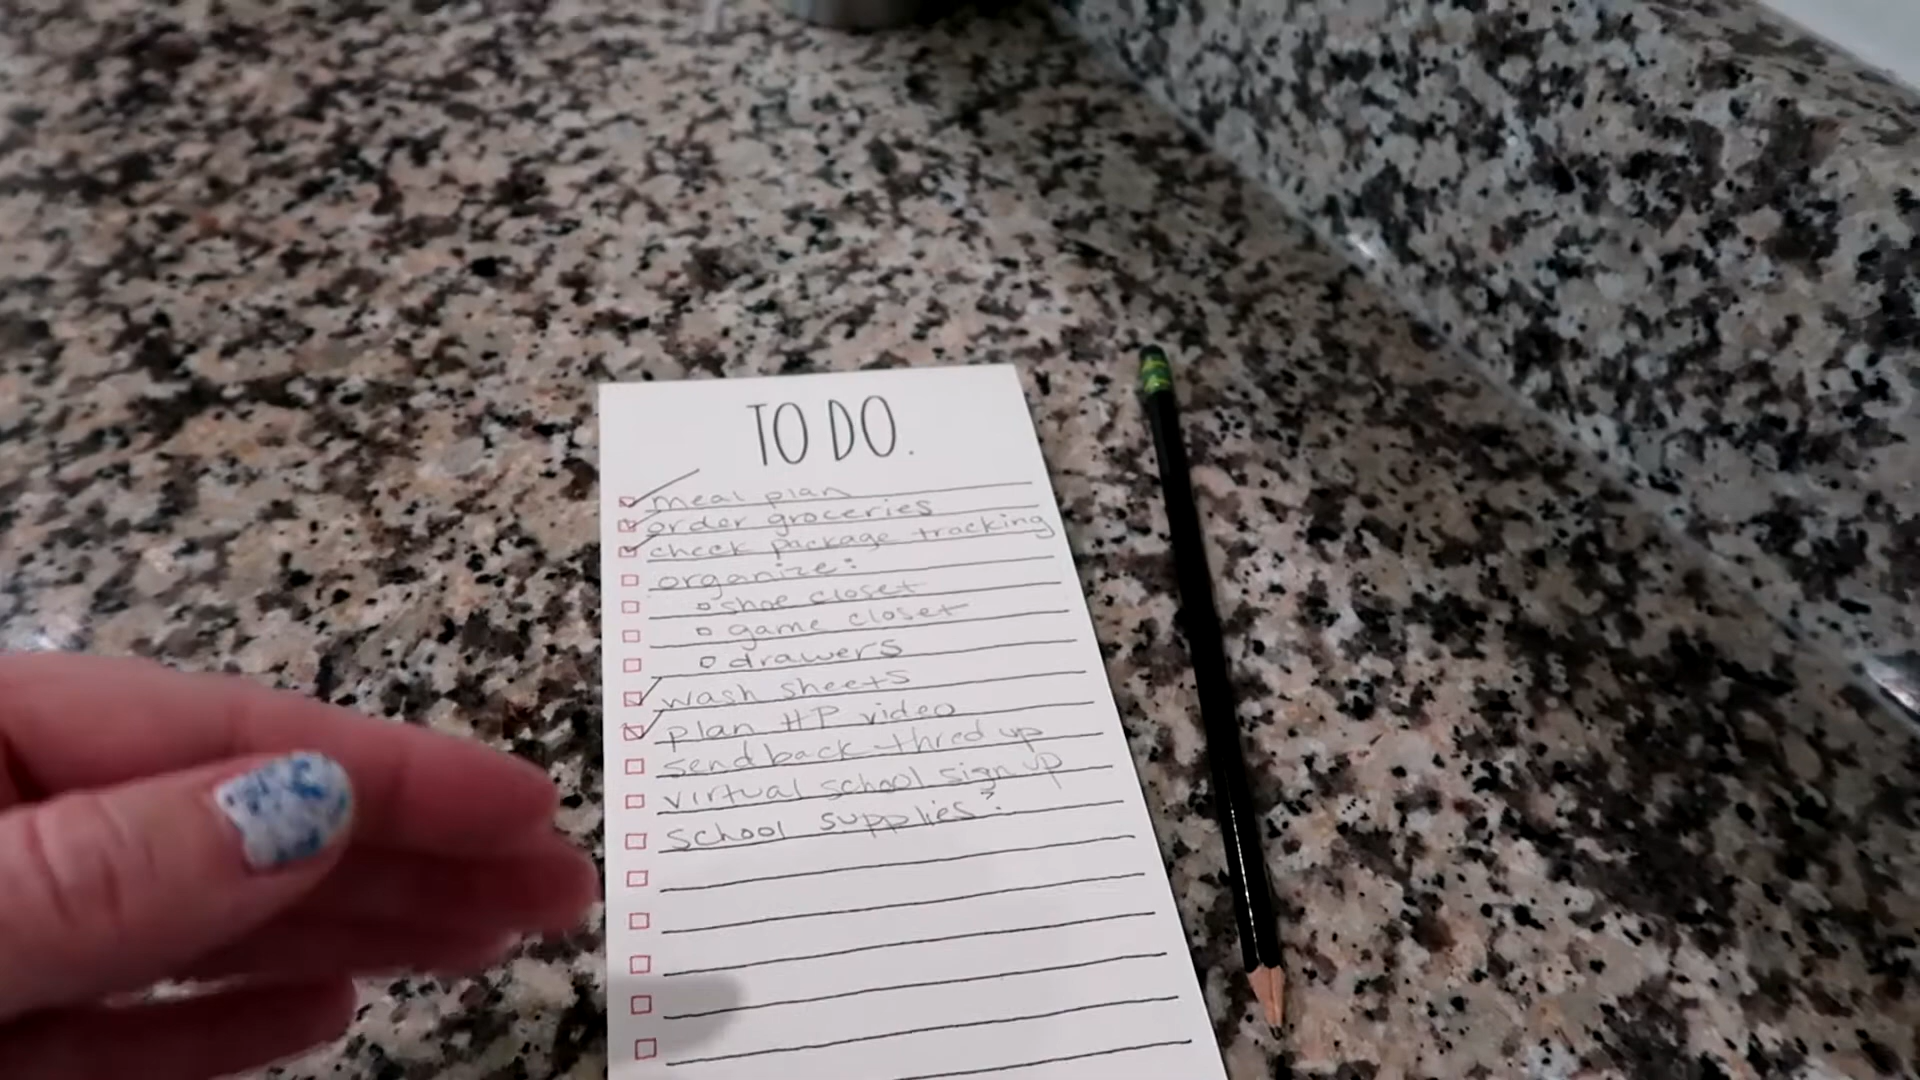 TO DO.
meal plan
order groceries
check package tracking
organize:
shoe closet
game closet
drawers
wash sheets
plan HP video
send back thred up
virtual school sign up
school supplies?